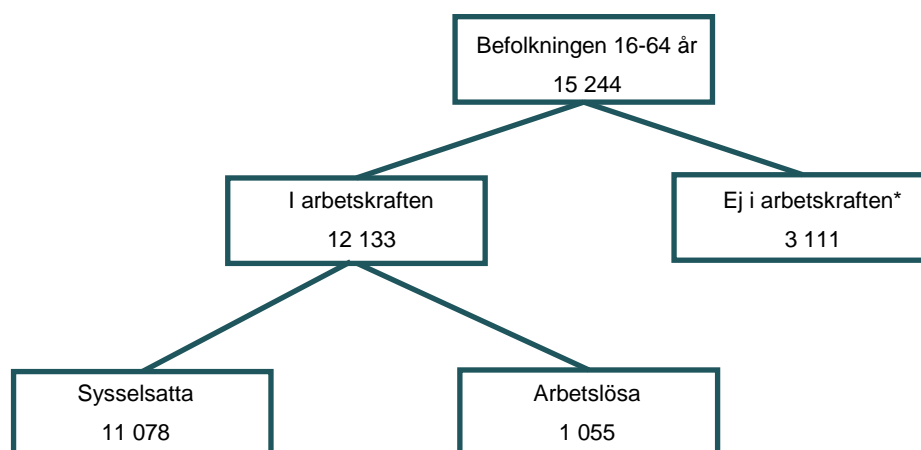 Befolkningen 16-64 år
15 244
I arbetskraften
12 133
Ej i arbetskraften*
3 111
Sysselsatta
11 078
Arbetslösa
1 055